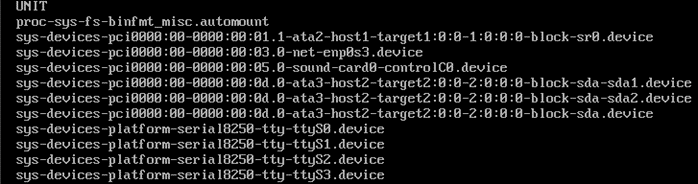 UNIT
proc-sys-fs-binfmt_misc.automount
sys-devices-pci0000:00-0000:00:01.1-ata2-host1-target1:0:0-1:0:0:0-block-sr0.device
sys-devices-pci0000:00-0000:00:03.0-net-enp0s3.device
sys-devices-pci0000:00-0000:00:05.0-sound-card0-controlC0.device
sys-devices-pci0000:00-0000:00:0d.0-ata3-host2-target2:0:0-2:0:0:0-block-sda-sda1.device
sys-devices-pci0000:00-0000:00:0d.0-ata3-host2-target2:0:0-2:0:0:0-block-sda-sda2.device
sys-devices-pci0000:00-0000:00:0d.0-ata3-host2-target2:0:0-2:0:0:0-block-sda.device
sys-devices-platform-serial8250-tty-ttyS0.device
sys-devices-platform-serial8250-tty-ttyS1.device
sys-devices-platform-serial8250-tty-ttyS2.device
sys-devices-platform-serial8250-tty-ttyS3.device